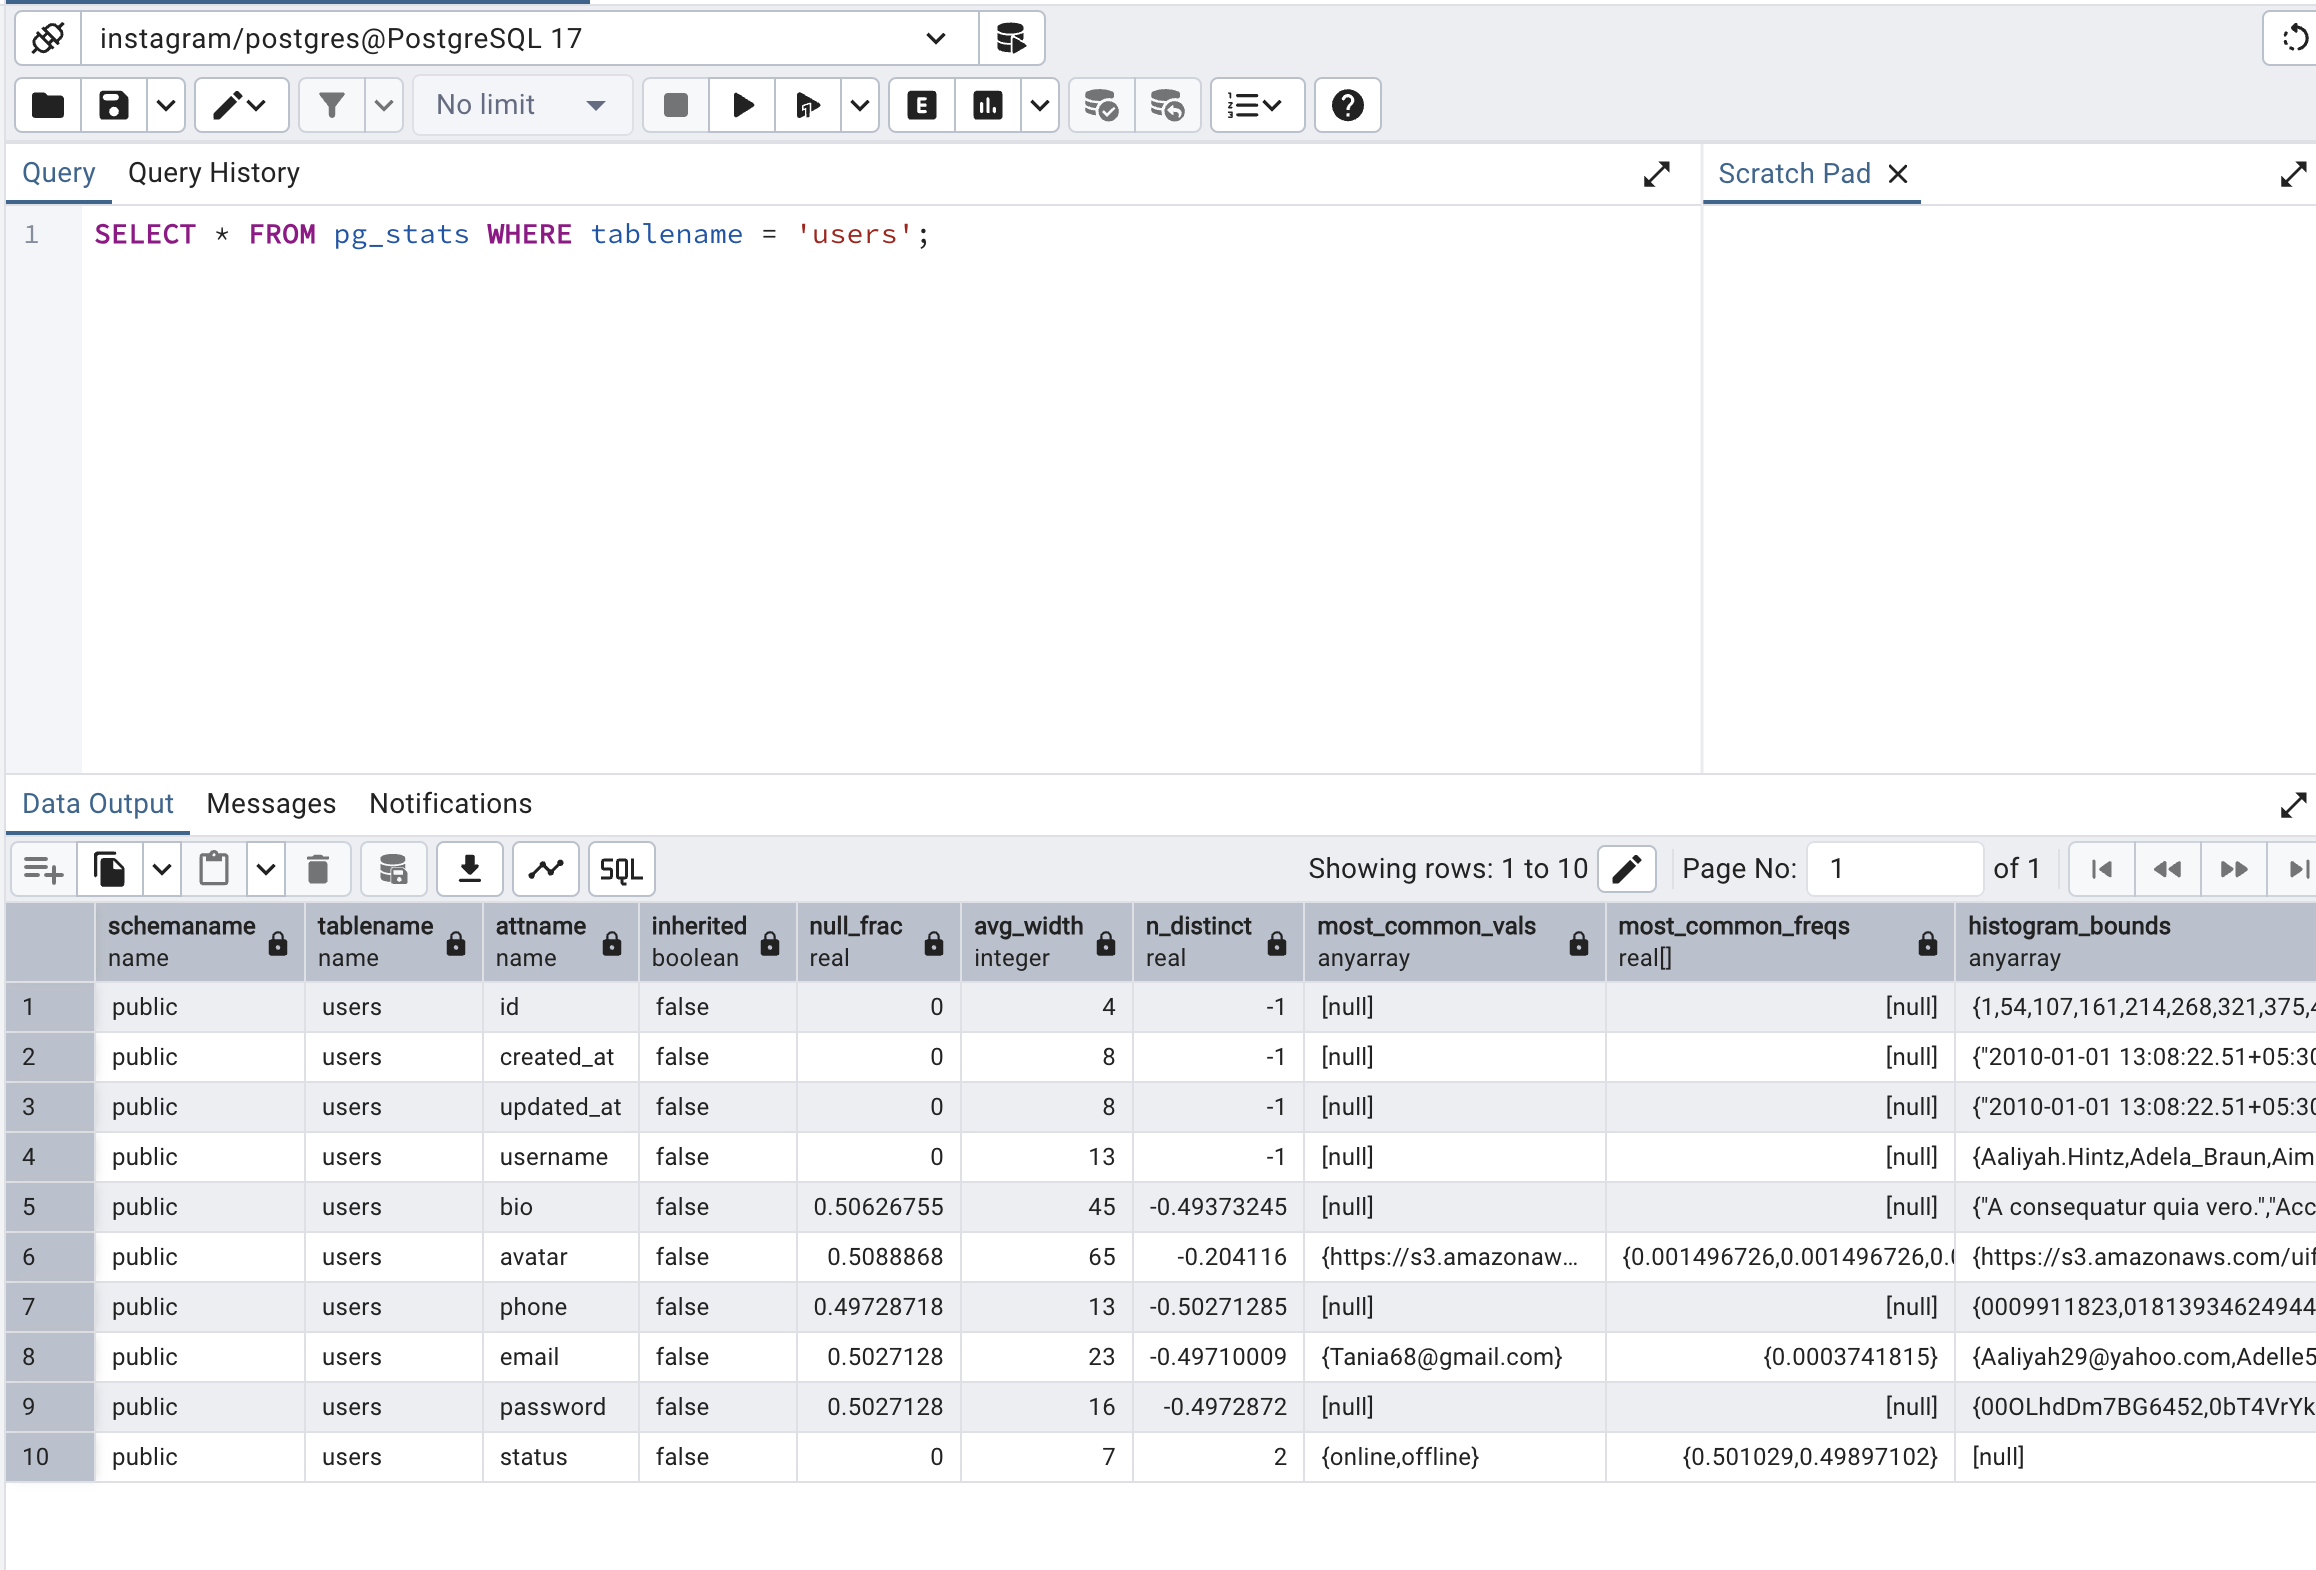 instagram/postgres@PostgreSQL 17
No limit
E
Query Query History
Scratch Pad
1 SELECT * FROM pg_stats WHERE tablename = 'users';
Data Output Messages Notifications
SQL Showing rows: 1 to 10 Page No: 1 of 1
schemaname tablename attname inherited null_frac avg_width n_distinct most_common_vals most_common_freqs histogram_bounds
name name name boolean real integer real anyarray real[] anyarray
1 public users id false 0 4 -1 [null] [null] {1,54,107,161,214,268,321,375,4
2 public users created_at false 0 8 -1 [null] [null] {"2010-01-01 13:08:22.51+05:30
3 public users updated_at false 0 8 -1 [null] [null] {"2010-01-01 13:08:22.51+05:30
4 public users username false 0 13 -1 [null] [null] {Aaliyah.Hintz,Adela_Braun,Aim
5 public users bio false 0.50626755 45 -0.49373245 [null] [null] {"A consequatur quia vero.","Acc
6 public users avatar false 0.5088868 65 -0.204116 {https://s3.amazonaw... {0.001496726,0.001496726,0.0 {https://s3.amazonaws.com/uif
7 public users phone false 0.49728718 13 -0.50271285 [null] [null] {0009911823,01813934624944
8 public users email false 0.5027128 23 -0.49710009 {Tania68@gmail.com} {0.0003741815} {Aaliyah29@yahoo.com,Adelle5
9 public users password false 0.5027128 16 -0.4972872 [null] [null] {00OLhdDm7BG6452,0bT4VrYk
10 public users status false 0 7 2 {online,offline} {0.501029,0.49897102} [null]